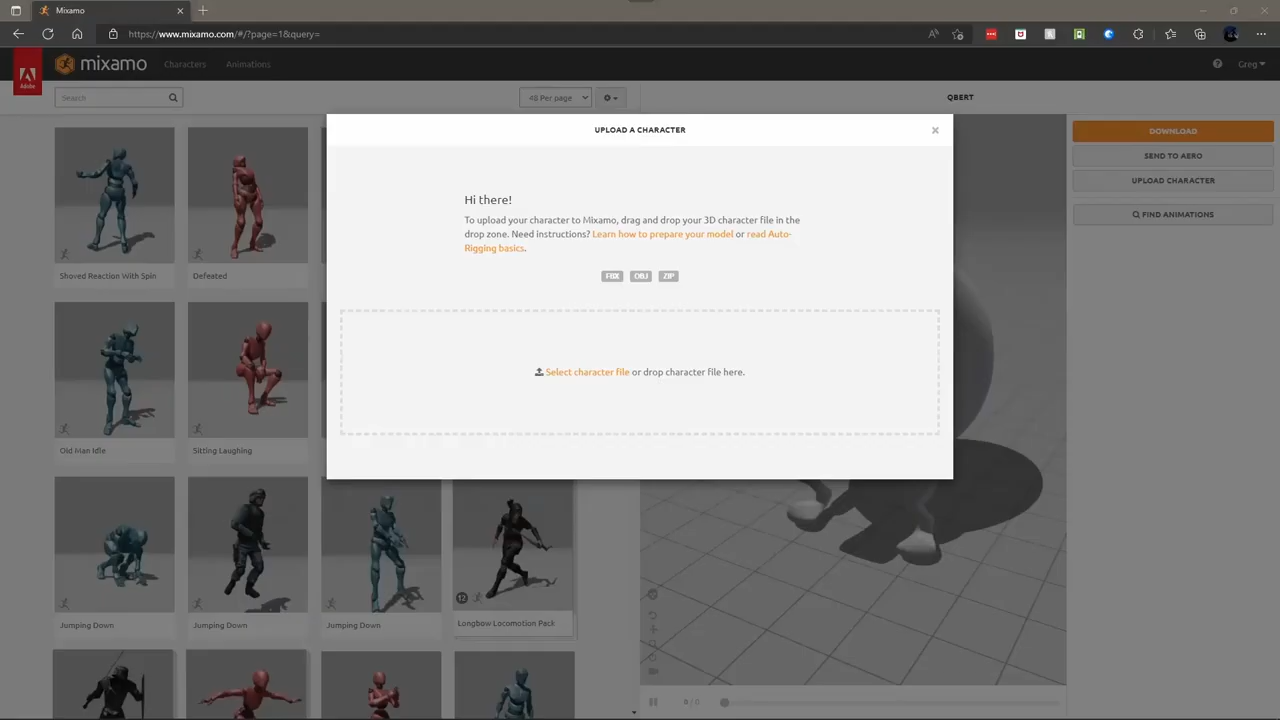 Mixamo
https://www.mixamo.com/#/?page=1&query=
Adobe
mixamo
Characters
Animations
Greg
Search
48 Per page
QBERT
UPLOAD A CHARACTER
Hi there!
To upload your character to Mixamo, drag and drop your 3D character file in the
drop zone. Need instructions? Learn how to prepare your model or read Auto-
Rigging basics.
FBX OBJ ZIP
Select character file or drop character file here.
DOWNLOAD
SEND TO AERO
UPLOAD CHARACTER
FIND ANIMATIONS
Shoved Reaction With Spin
Defeated
Old Man Idle
Sitting Laughing
12
Jumping Down
Jumping Down
Jumping Down
Longbow Locomotion Pack